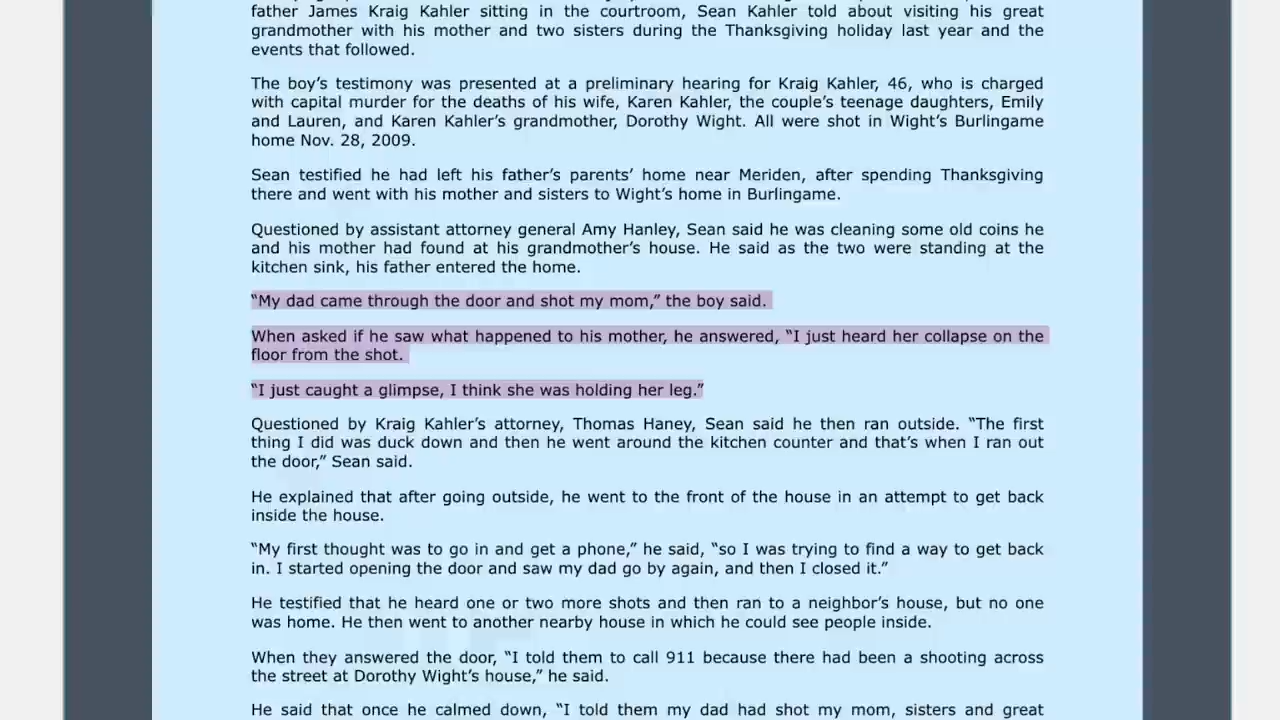 father James Kraig Kahler sitting in the courtroom, Sean Kahler told about visiting his great
grandmother with his mother and two sisters during the Thanksgiving holiday last year and the
events that followed.
The boy’s testimony was presented at a preliminary hearing for Kraig Kahler, 46, who is charged
with capital murder for the deaths of his wife, Karen Kahler, the couple’s teenage daughters, Emily
and Lauren, and Karen Kahler’s grandmother, Dorothy Wight. All were shot in Wight’s Burlingame
home Nov. 28, 2009.
Sean testified he had left his father’s parents’ home near Meriden, after spending Thanksgiving
there and went with his mother and sisters to Wight’s home in Burlingame.
Questioned by assistant attorney general Amy Hanley, Sean said he was cleaning some old coins he
and his mother had found at his grandmother’s house. He said as the two were standing at the
kitchen sink, his father entered the home.
“My dad came through the door and shot my mom,” the boy said.
When asked if he saw what happened to his mother, he answered, “I just heard her collapse on the
floor from the shot.
“I just caught a glimpse, I think she was holding her leg.”
Questioned by Kraig Kahler’s attorney, Thomas Haney, Sean said he then ran outside. “The first
thing I did was duck down and then he went around the kitchen counter and that’s when I ran out
the door,” Sean said.
He explained that after going outside, he went to the front of the house in an attempt to get back
inside the house.
“My first thought was to go in and get a phone,” he said, “so I was trying to find a way to get back
in. I started opening the door and saw my dad go by again, and then I closed it.”
He testified that he heard one or two more shots and then ran to a neighbor’s house, but no one
was home. He then went to another nearby house in which he could see people inside.
When they answered the door, “I told them to call 911 because there had been a shooting across
the street at Dorothy Wight’s house,” he said.
He said that once he calmed down, “I told them my dad had shot my mom, sisters and great